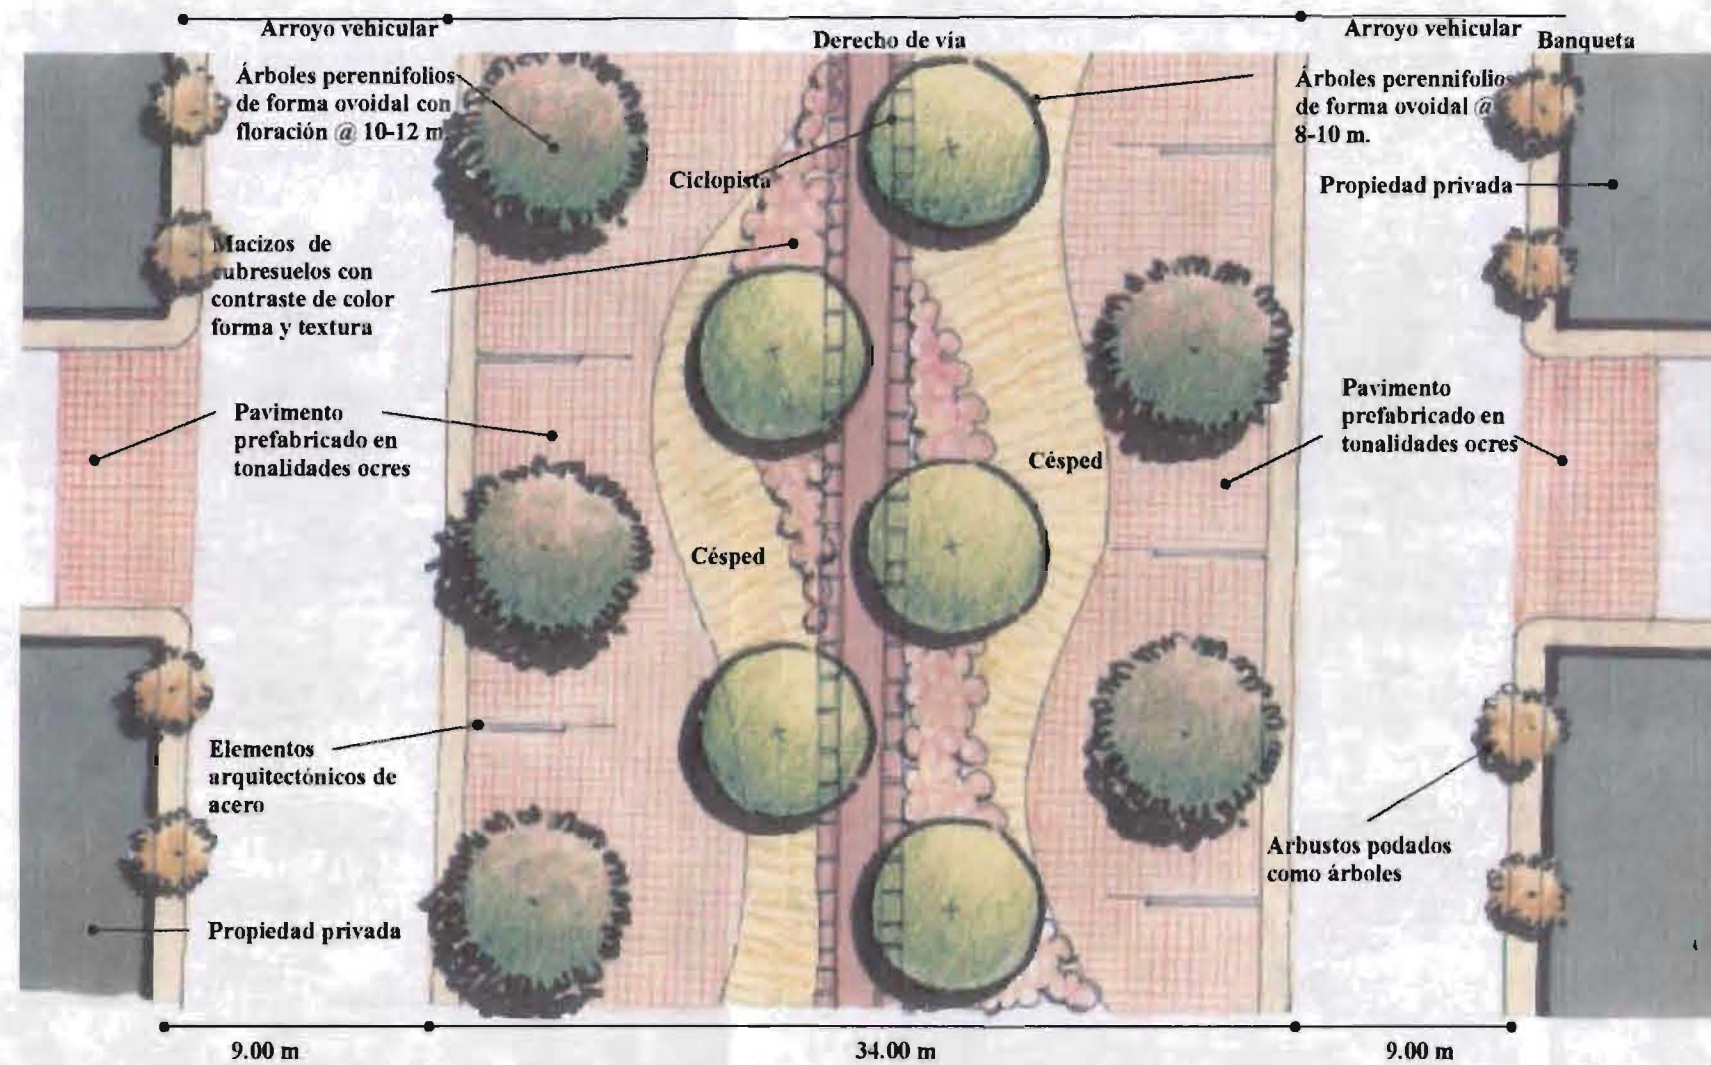 Arroyo vehicular
Derecho de vía
Arroyo vehicular
Banqueta
Árboles perennifolios
de forma ovoidal con
floración @ 10-12 m
Árboles perennifolios
de forma ovoidal @
8-10 m.
Ciclopista
Propiedad privada
Macizos de
cubresuelos con
contraste de color
forma y textura
Pavimento
prefabricado en
tonalidades ocres
Pavimento
prefabricado en
tonalidades ocres
Césped
Césped
Elementos
arquitectónicos de
acero
Arbustos podados
como árboles
Propiedad privada
9.00 m
34.00 m
9.00 m